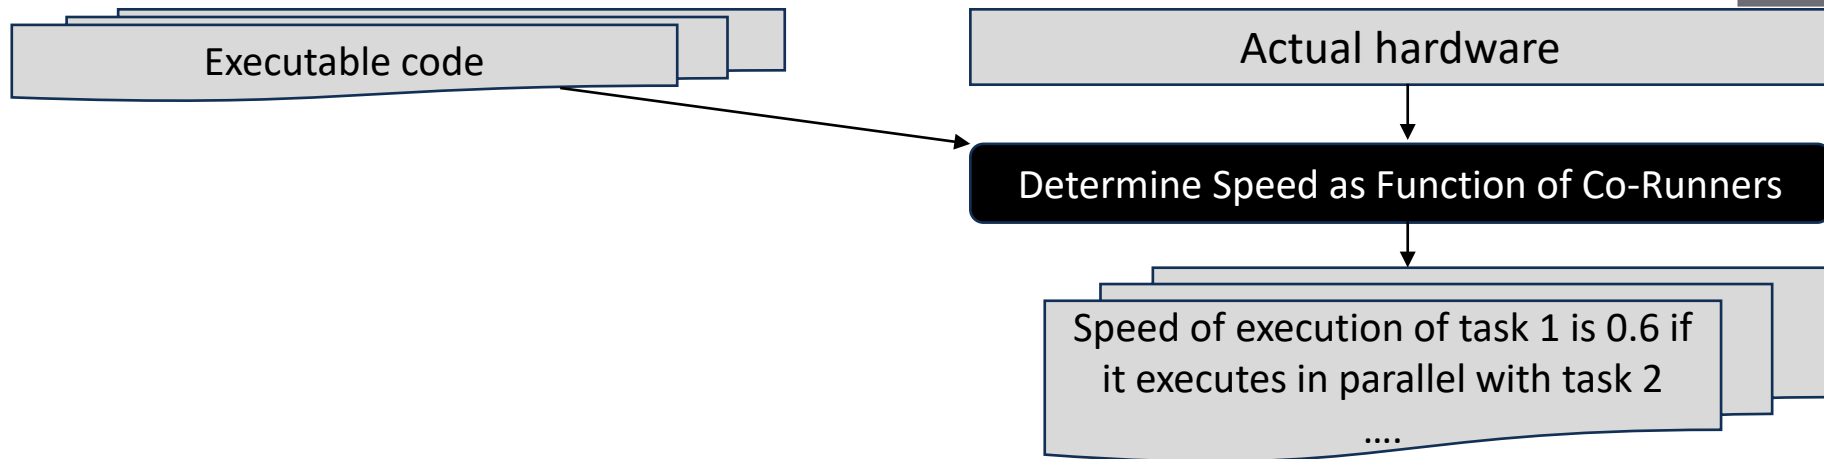 Executable code
Actual hardware
Determine Speed as Function of Co-Runners
Speed of execution of task 1 is 0.6 if
it executes in parallel with task 2
....